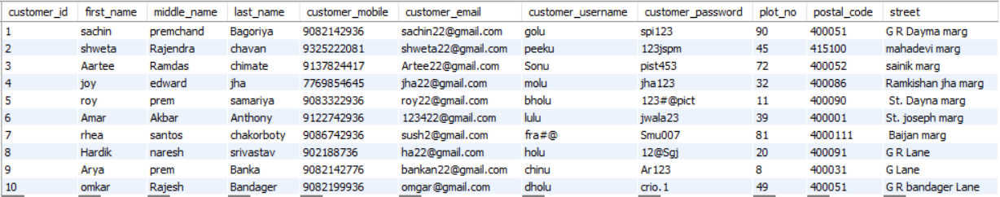 customer_id first_name middle_name last_name customer_mobile customer_email customer_username customer_password plot_no postal_code street
1 sachin premchand Bagoriya 9082142936 sachin22@gmail.com golu spi123 90 400051 G R Dayma marg
2 shweta Rajendra chavan 9325222081 shweta22@gmail.com peeku 123jspm 45 415100 mahadevi marg
3 Aartee Ramdas chimate 9137824417 Artee22@gmail.com Sonu pist453 72 400052 sainik marg
4 joy edward jha 7769854645 jha22@gmail.com molu jha123 32 400086 Ramkishan jha marg
5 roy prem samariya 9083322936 roy22@gmail.com bholu 123#@pict 11 400090 St. Dayna marg
6 Amar Akbar Anthony 9122742936 123422@gmail.com lulu jwala23 39 400001 St. joseph marg
7 rhea santos chakorboty 9086742936 sush2@gmail.com fra#@ Smu007 81 4000111 Baijan marg
8 Hardik naresh srivastav 902188736 ha22@gmail.com holu 12@Sgj 20 400091 G R Lane
9 Arya prem Banka 9082142776 bankan22@gmail.com chinu Ar123 8 400031 G Lane
10 omkar Rajesh Bandager 9082199936 omgar@gmail.com dholu crio.1 49 400051 G R bandager Lane